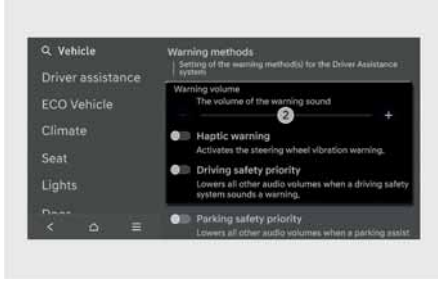 Vehicle
Driver assistance
ECO Vehicle
Climate
Seat
Lights
Warning methods
Setting of the warning method(s) for the Driver Assistance
system
Warning volume
The volume of the warning sound
- 2 +
Haptic warning
Activates the steering wheel vibration warning.
Driving safety priority
Lowers all other audio volumes when a driving safety
system sounds a warning.
Parking safety priority
Lowers all other audio volumes when a parking assist